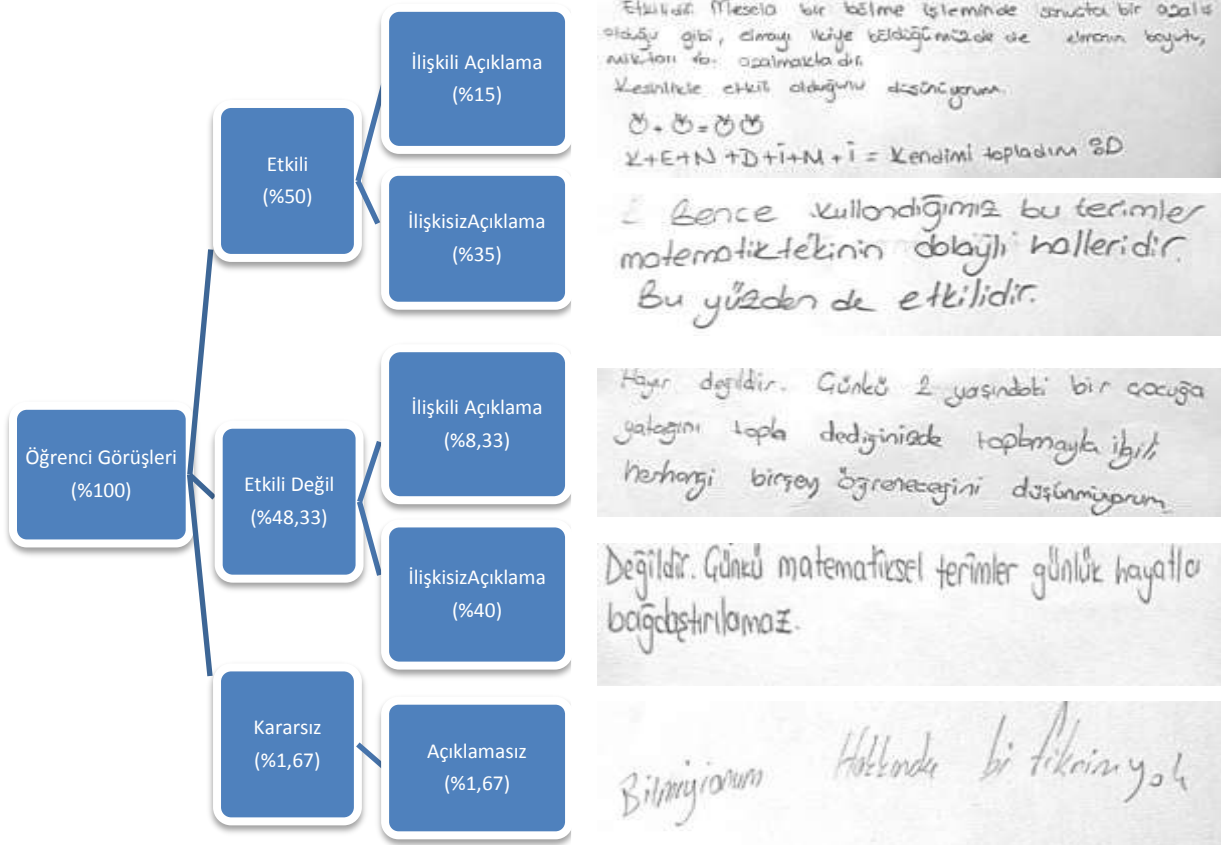 Öğrenci Görüşleri
(%100)
Etkili
(%50)
İlişkili Açıklama
(%15)
Etkilidir. Mesela bir bölme işleminde sonuçta bir azalış
olduğu gibi, elmayı ikiye böldüğümüzde de elmanın boyutu,
miktarı vb. azalmaktadır.
Kesinlikle etkili olduğunu düşünüyorum.
K+E+N+D+İ+M+İ = Kendimi topladım :D
İlişkisizAçıklama
(%35)
Bence kullandığımız bu terimler
matematiktekinin dolaylı halleridir.
Bu yüzden de etkilidir.
Etkili Değil
(%48,33)
İlişkili Açıklama
(%8,33)
Hayır değildir. Çünkü 2 yaşındaki bir çocuğa
yatağını topla dediğinizde toplamayla ilgili
herhangi birşey öğreneceğini düşünmüyorum
İlişkisizAçıklama
(%40)
Değildir. Çünkü matematiksel terimler günlük hayatla
bağdaştırılamaz.
Kararsız
(%1,67)
Açıklamasız
(%1,67)
Bilmiyorum Hakkında bi fikrim yok